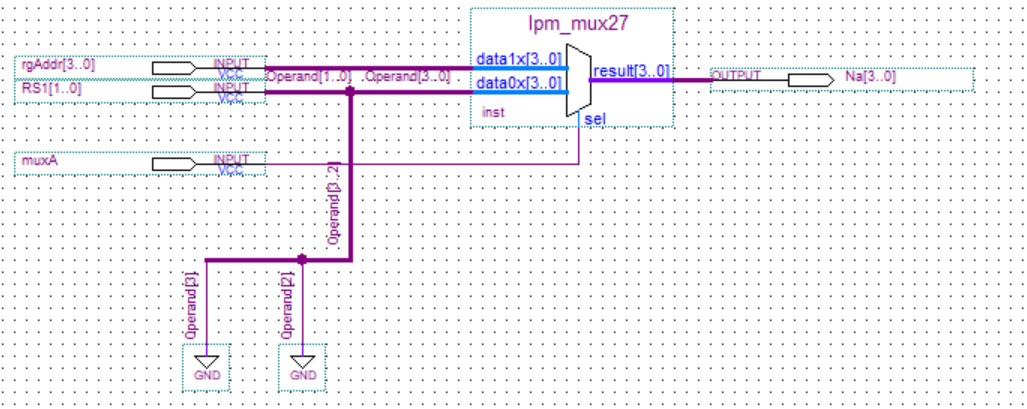 lpm_mux27
rgAddr[3..0] INPUT VCC
data1x[3..0]
Operand[1..0] Operand[3..0]
result[3..0]
OUTPUT Na[3..0]
RS1[1..0] INPUT VCC
data0x[3..0]
inst
sel
muxA INPUT VCC
Operand[3..2]
Operand[3]
Operand[2]
GND
GND